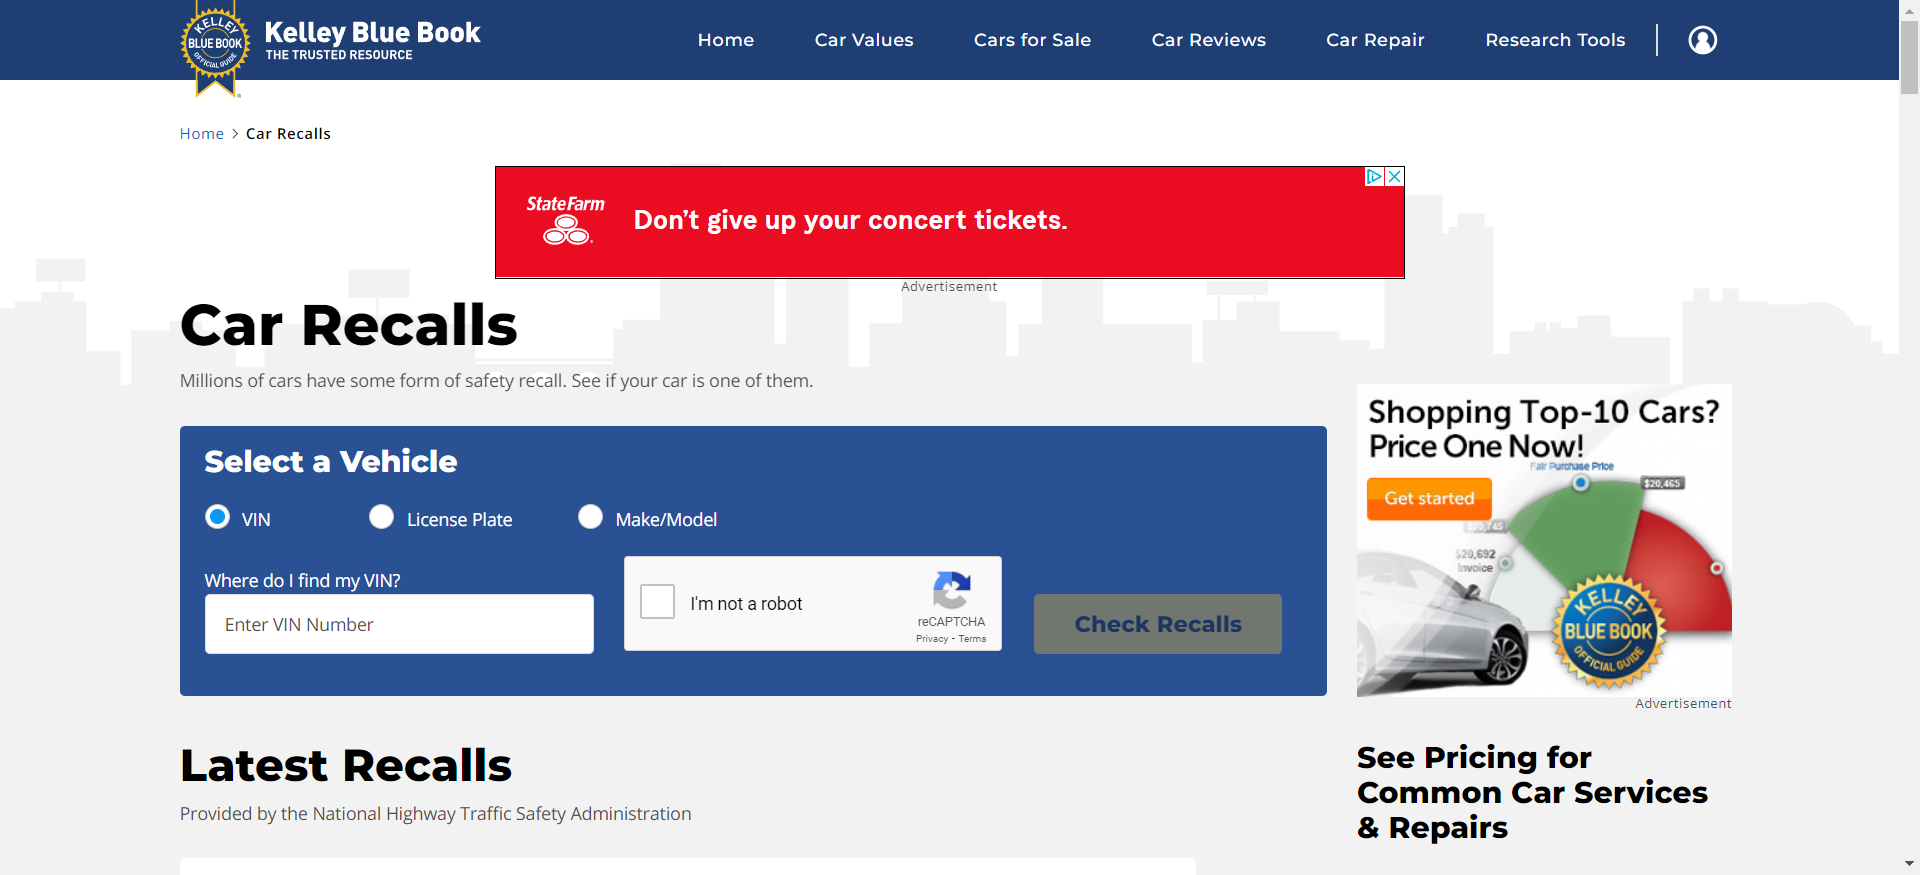 KELLEY
BLUE BOOK
OFFICIAL GUIDE
Kelley Blue Book
THE TRUSTED RESOURCE
Home
Car Values
Cars for Sale
Car Reviews
Car Repair
Research Tools
Home > Car Recalls
StateFarm
Don't give up your concert tickets.
Advertisement
Car Recalls
Millions of cars have some form of safety recall. See if your car is one of them.
Select a Vehicle
VIN
License Plate
Make/Model
Where do I find my VIN?
Enter VIN Number
I'm not a robot
reCAPTCHA
Privacy - Terms
Check Recalls
Shopping Top-10 Cars?
Price One Now!
Fair Purchase Price
$20,465
Get started
$20,745
$20,692
Invoice
KELLEY
BLUE BOOK
OFFICIAL GUIDE
Advertisement
Latest Recalls
Provided by the National Highway Traffic Safety Administration
See Pricing for
Common Car Services
& Repairs